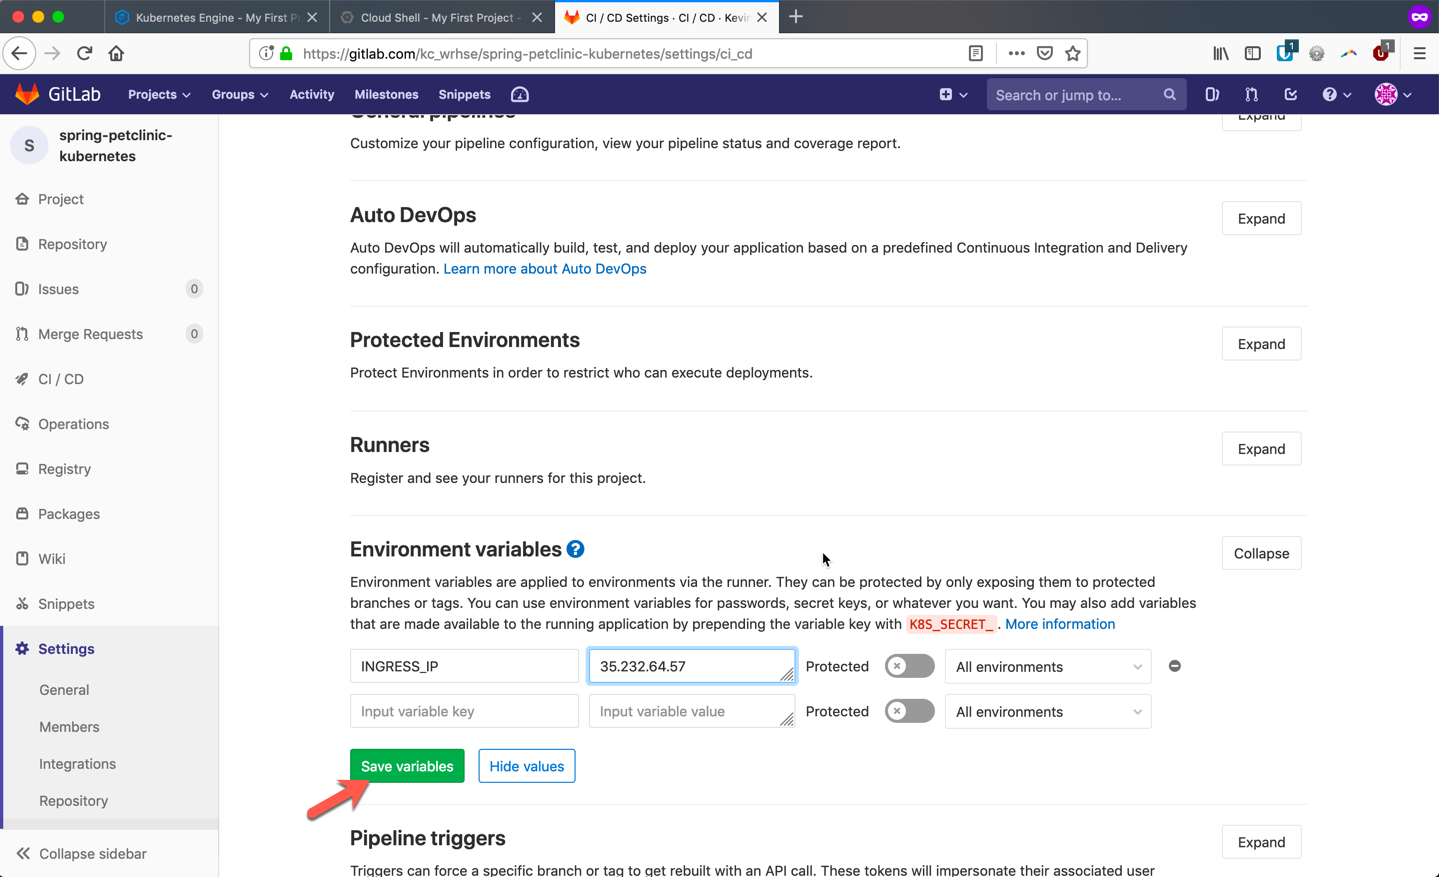 Kubernetes Engine - My First P
Cloud Shell - My First Project -
CI / CD Settings · CI / CD · Kevin
https://gitlab.com/kc_wrhse/spring-petclinic-kubernetes/settings/ci_cd
1
1
GitLab
Projects
Groups
Activity
Milestones
Snippets
Search or jump to...
S
spring-petclinic-
kubernetes
Project
Repository
Issues
0
Merge Requests
0
CI / CD
Operations
Registry
Packages
Wiki
Snippets
Settings
General
Members
Integrations
Repository
Collapse sidebar
General pipelines
Expand
Customize your pipeline configuration, view your pipeline status and coverage report.
Auto DevOps
Expand
Auto DevOps will automatically build, test, and deploy your application based on a predefined Continuous Integration and Delivery
configuration. Learn more about Auto DevOps
Protected Environments
Expand
Protect Environments in order to restrict who can execute deployments.
Runners
Expand
Register and see your runners for this project.
Environment variables ?
Collapse
Environment variables are applied to environments via the runner. They can be protected by only exposing them to protected
branches or tags. You can use environment variables for passwords, secret keys, or whatever you want. You may also add variables
that are made available to the running application by prepending the variable key with K8S_SECRET_ . More information
INGRESS_IP 35.232.64.57 Protected All environments
Input variable key Input variable value Protected All environments
Save variables Hide values
Pipeline triggers
Expand
Triggers can force a specific branch or tag to get rebuilt with an API call. These tokens will impersonate their associated user